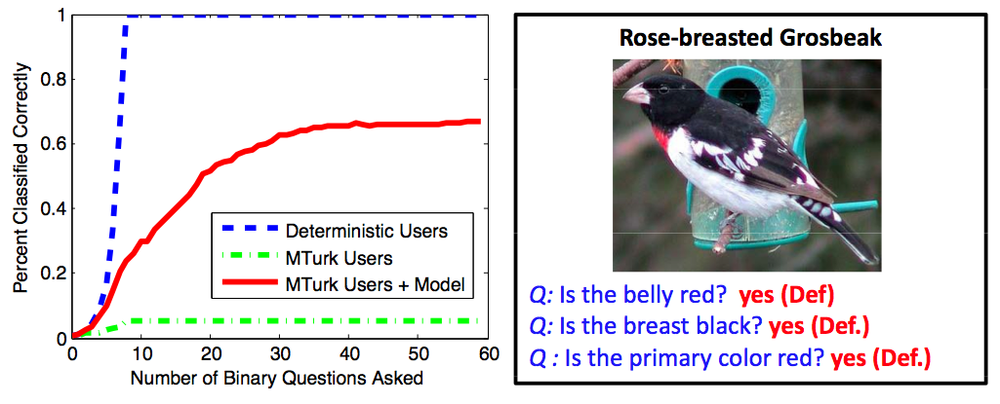 Percent Classified Correctly
1
0.8
0.6
0.4
0.2
0
0 10 20 30 40 50 60
Number of Binary Questions Asked
Deterministic Users
MTurk Users
MTurk Users + Model
Rose-breasted Grosbeak
Q: Is the belly red? yes (Def)
Q: Is the breast black? yes (Def.)
Q : Is the primary color red? yes (Def.)